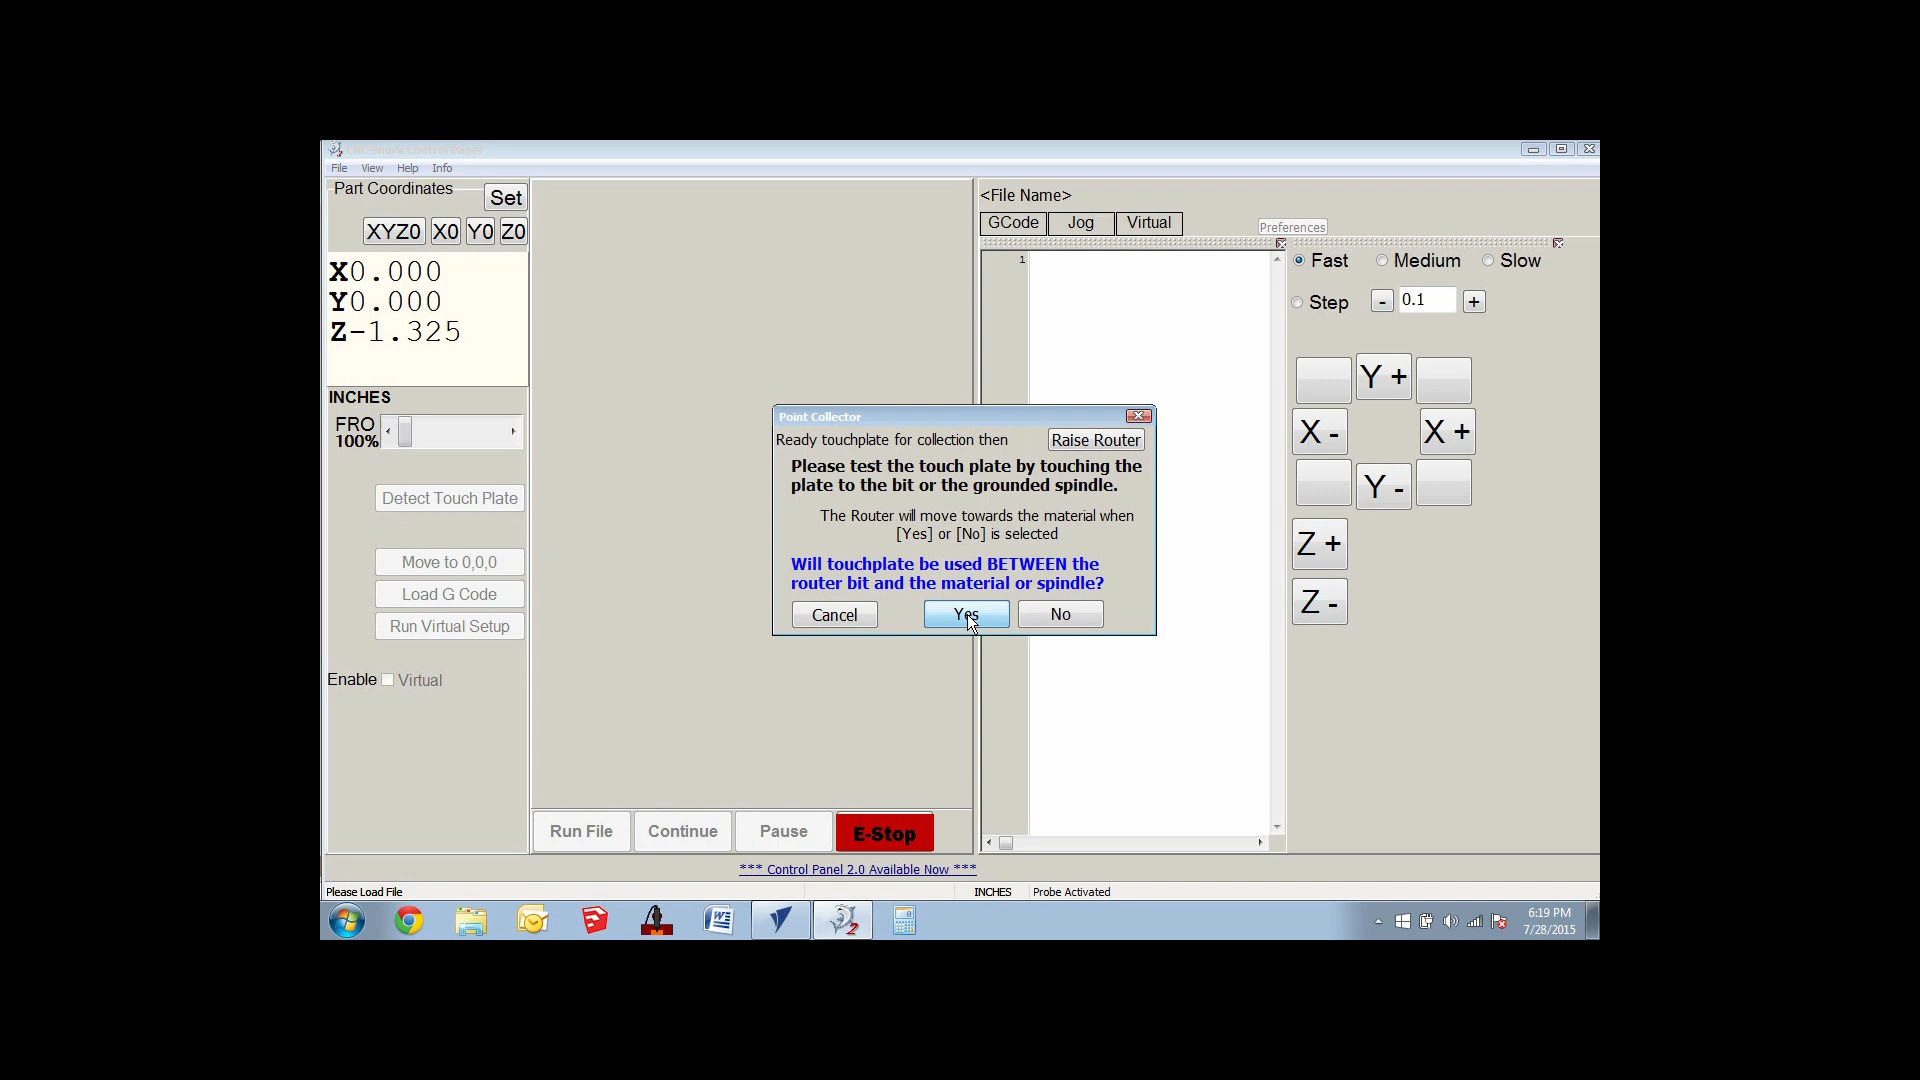 File View Help Info
Part Coordinates
Set
XYZ0 X0 Y0 Z0
X0.000
Y0.000
Z-1.325
INCHES
FRO
100%
Detect Touch Plate
Move to 0,0,0
Load G Code
Run Virtual Setup
Enable Virtual
<File Name>
GCode Jog Virtual
Preferences
1
Fast Medium Slow
Step - 0.1 +
Y +
X - X +
Y -
Z +
Z -
Point Collector
Ready touchplate for collection then Raise Router
Please test the touch plate by touching the
plate to the bit or the grounded spindle.
The Router will move towards the material when
[Yes] or [No] is selected
Will touchplate be used BETWEEN the
router bit and the material or spindle?
Cancel Yes No
Run File Continue Pause E-Stop
*** Control Panel 2.0 Available Now ***
Please Load File INCHES Probe Activated
6:19 PM
7/28/2015